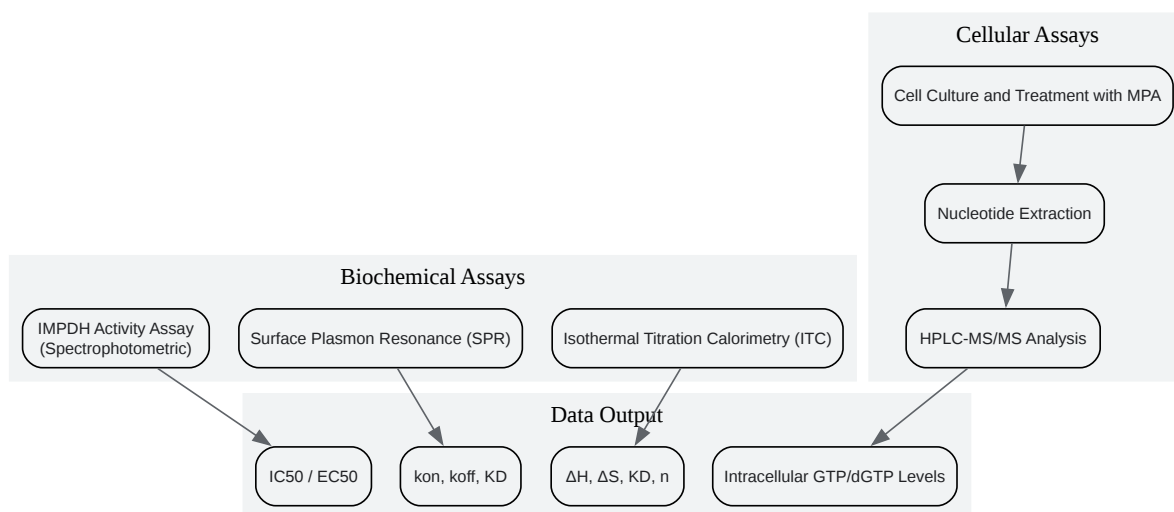 Cellular Assays
Cell Culture and Treatment with MPA
Nucleotide Extraction
Biochemical Assays
IMPDH Activity Assay
(Spectrophotometric)
Surface Plasmon Resonance (SPR)
Isothermal Titration Calorimetry (ITC)
HPLC-MS/MS Analysis
Data Output
IC50 / EC50
kon, koff, KD
ΔH, ΔS, KD, n
Intracellular GTP/dGTP Levels